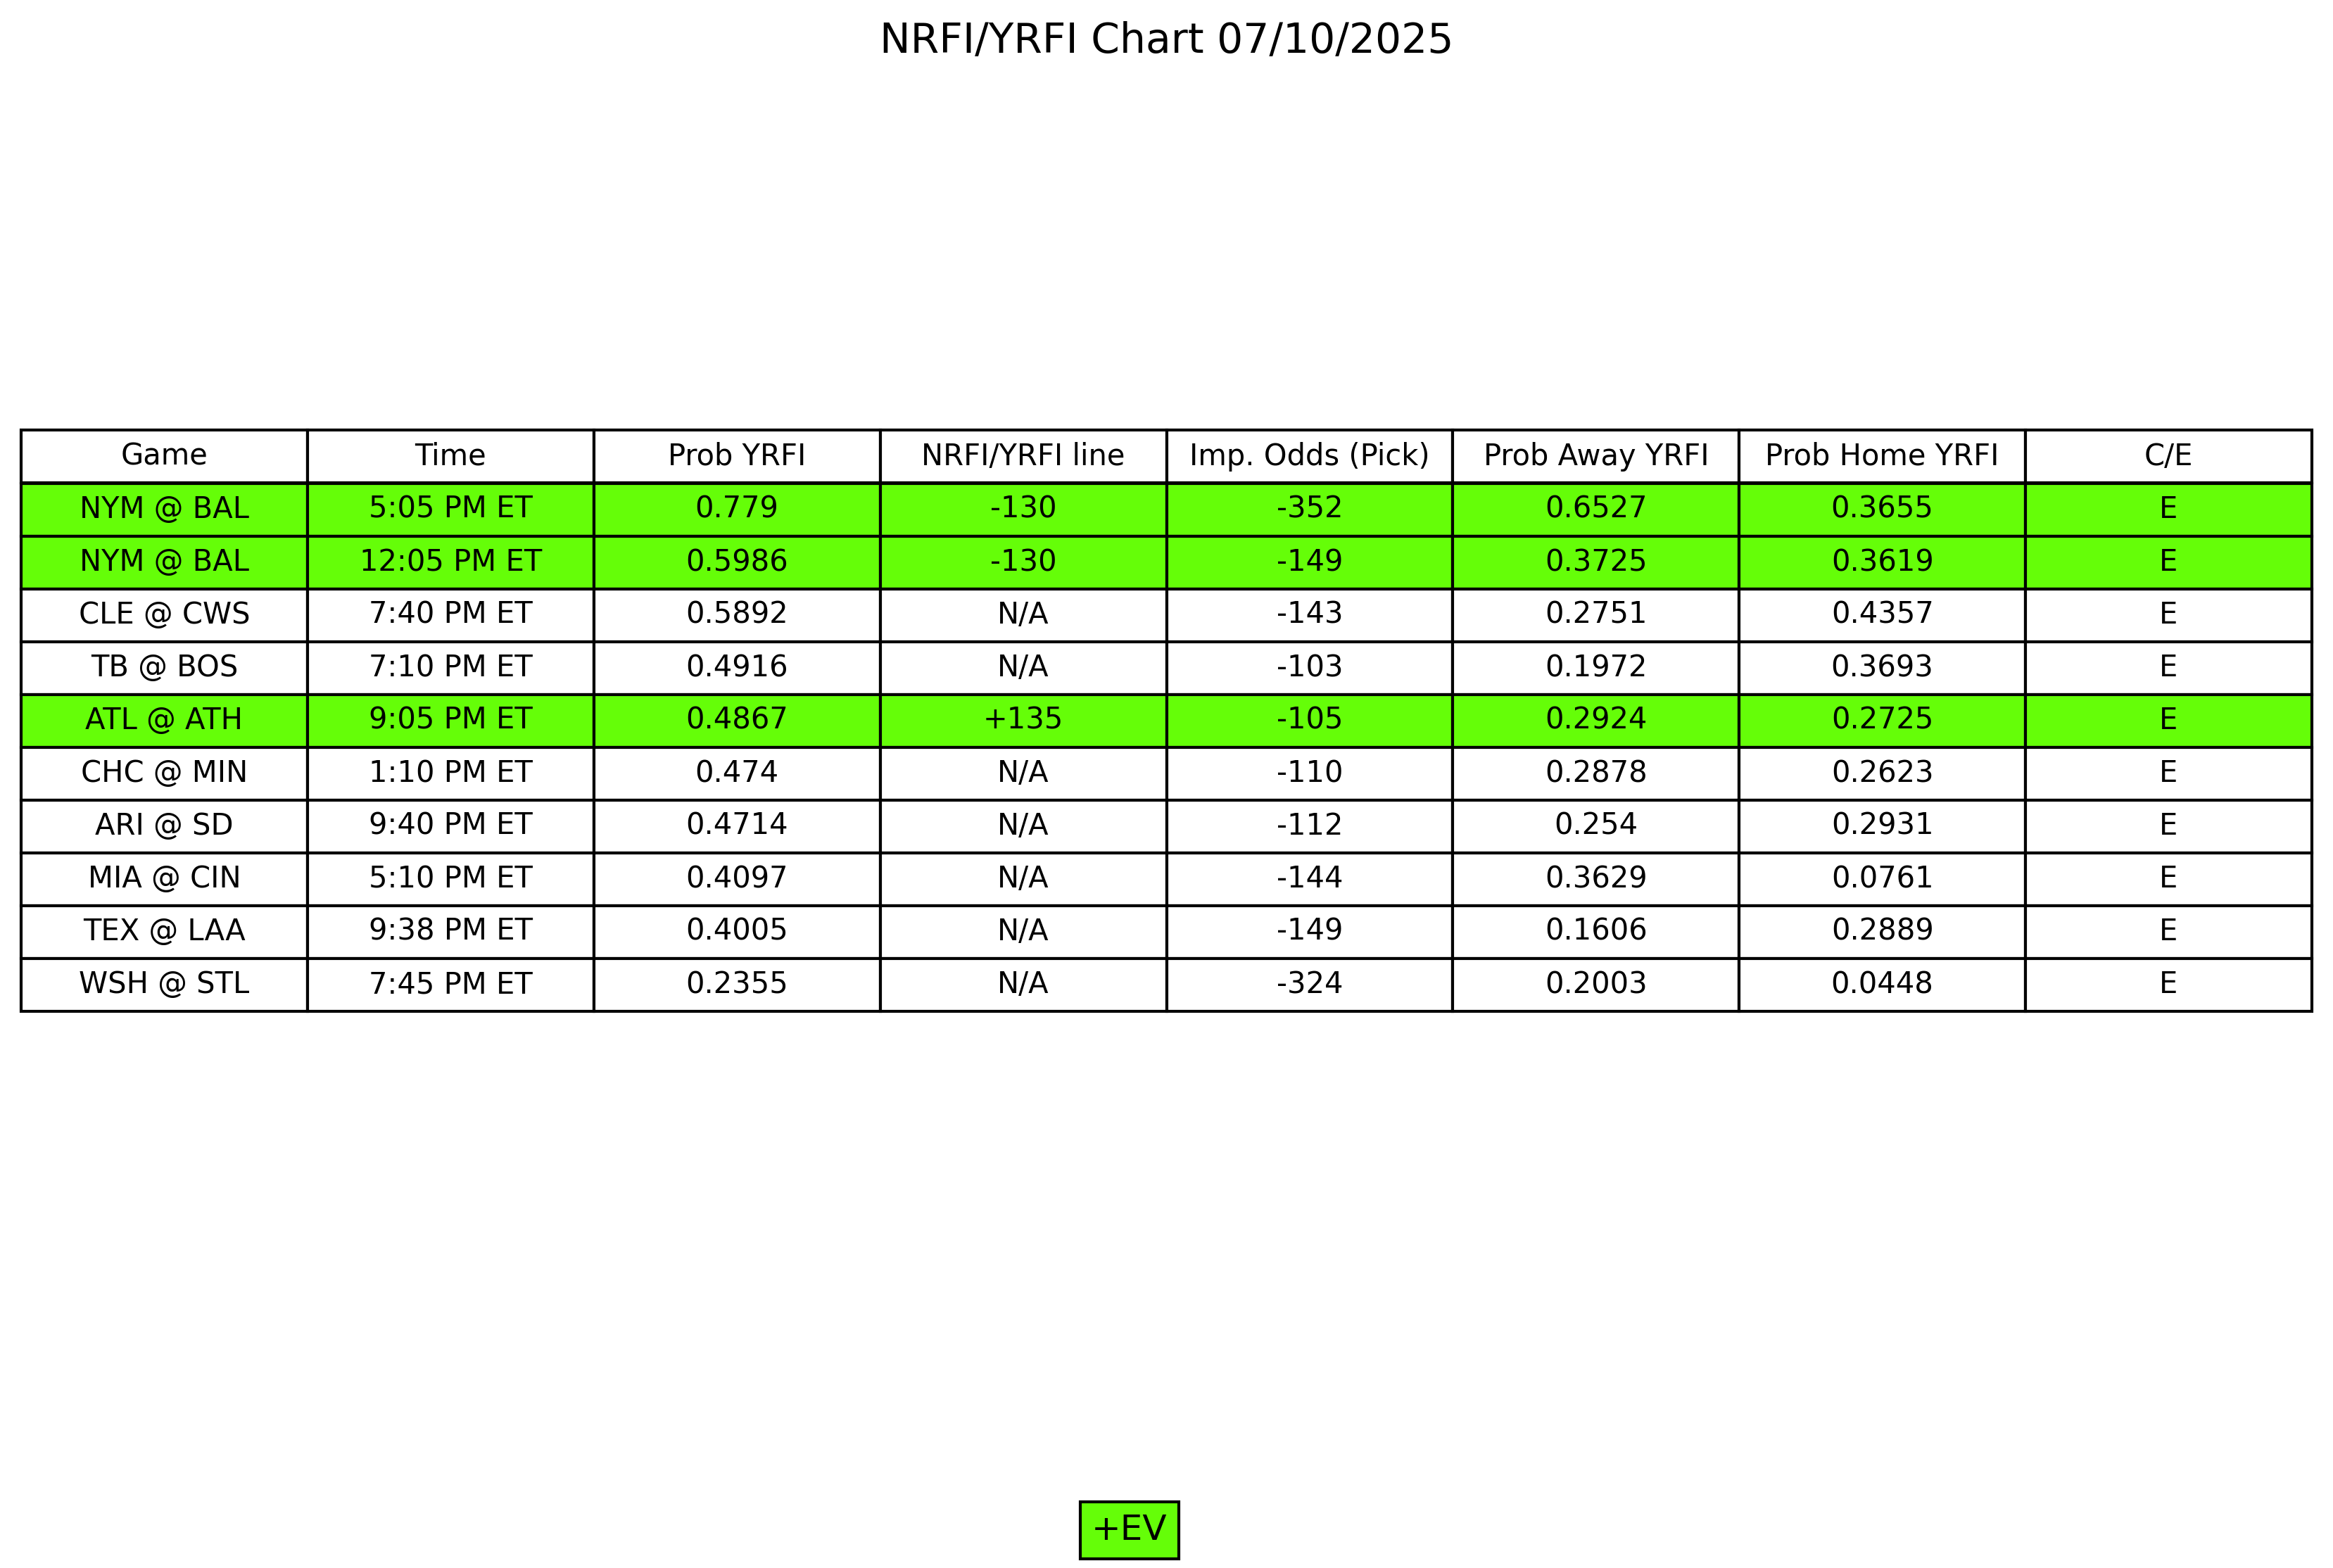 NRFI/YRFI Chart 07/10/2025
Game Time Prob YRFI NRFI/YRFI line Imp. Odds (Pick) Prob Away YRFI Prob Home YRFI C/E
NYM @ BAL 5:05 PM ET 0.779 -130 -352 0.6527 0.3655 E
NYM @ BAL 12:05 PM ET 0.5986 -130 -149 0.3725 0.3619 E
CLE @ CWS 7:40 PM ET 0.5892 N/A -143 0.2751 0.4357 E
TB @ BOS 7:10 PM ET 0.4916 N/A -103 0.1972 0.3693 E
ATL @ ATH 9:05 PM ET 0.4867 +135 -105 0.2924 0.2725 E
CHC @ MIN 1:10 PM ET 0.474 N/A -110 0.2878 0.2623 E
ARI @ SD 9:40 PM ET 0.4714 N/A -112 0.254 0.2931 E
MIA @ CIN 5:10 PM ET 0.4097 N/A -144 0.3629 0.0761 E
TEX @ LAA 9:38 PM ET 0.4005 N/A -149 0.1606 0.2889 E
WSH @ STL 7:45 PM ET 0.2355 N/A -324 0.2003 0.0448 E
+EV